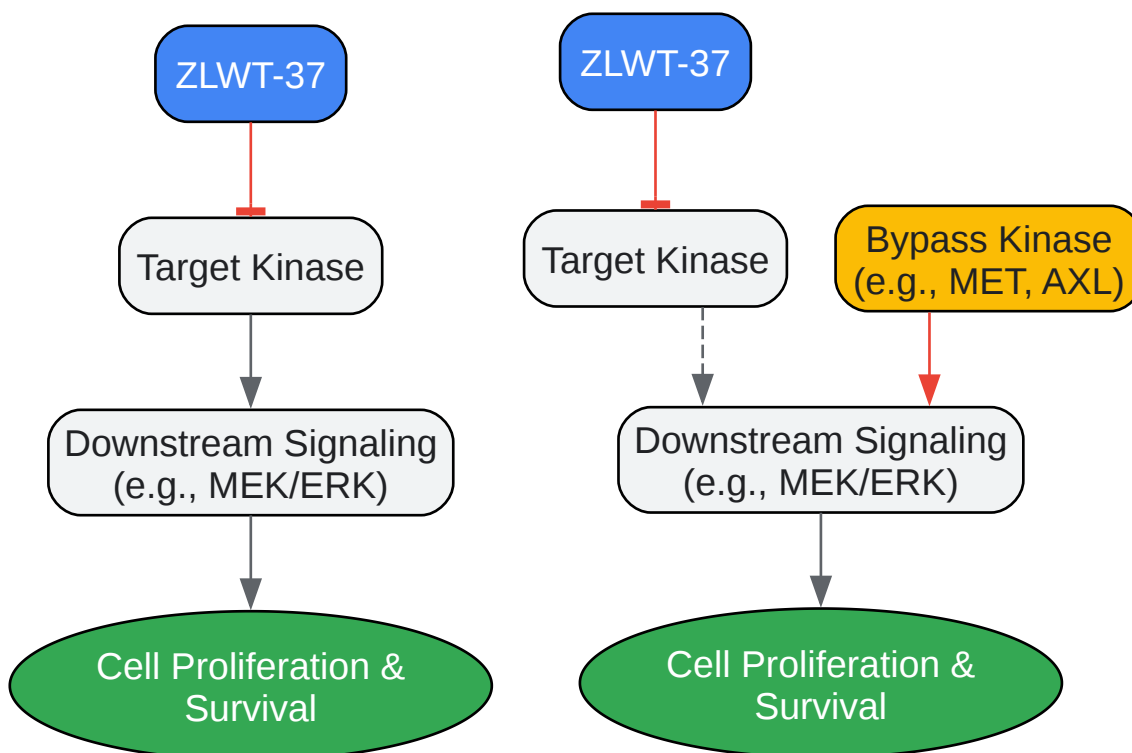 ZLWT-37
Target Kinase
Downstream Signaling
(e.g., MEK/ERK)
Cell Proliferation &
Survival
ZLWT-37
Target Kinase
Bypass Kinase
(e.g., MET, AXL)
Downstream Signaling
(e.g., MEK/ERK)
Cell Proliferation &
Survival